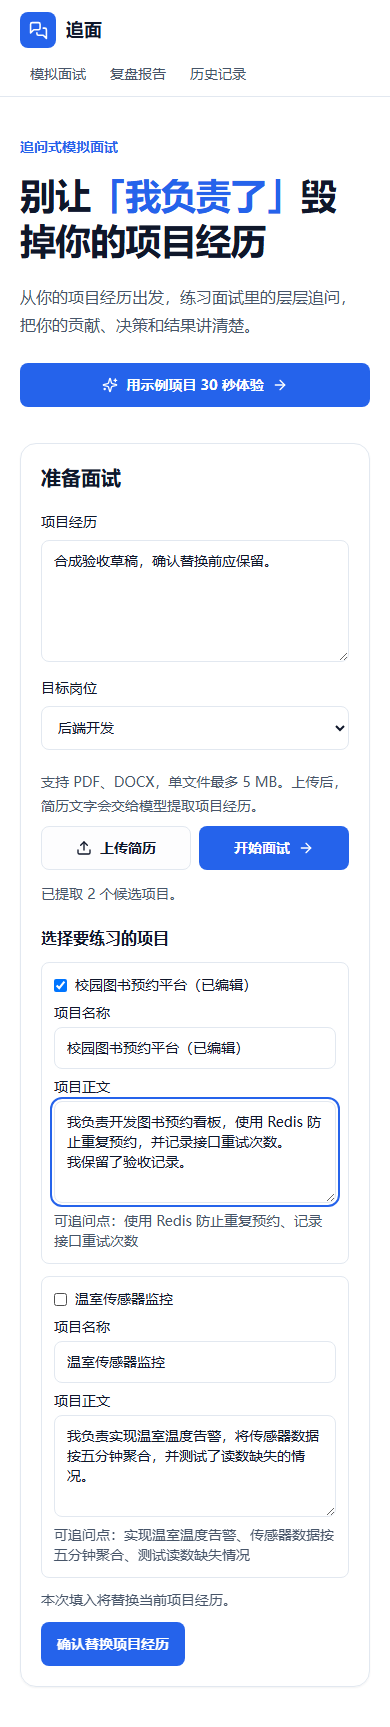 追面
模拟面试 复盘报告 历史记录
追问式模拟面试
别让「我负责了」毁
掉你的项目经历
从你的项目经历出发，练习面试里的层层追问，
把你的贡献、决策和结果讲清楚。
用示例项目 30 秒体验
准备面试
项目经历
合成验收草稿，确认替换前应保留。
目标岗位
后端开发
支持 PDF、DOCX，单文件最多 5 MB。上传后，
简历文字会交给模型提取项目经历。
上传简历 开始面试
已提取 2 个候选项目。
选择要练习的项目
校园图书预约平台（已编辑）
项目名称
校园图书预约平台（已编辑）
项目正文
我负责开发图书预约看板，使用 Redis 防
止重复预约，并记录接口重试次数。
我保留了验收记录。
可追问点：使用 Redis 防止重复预约、记录
接口重试次数
温室传感器监控
项目名称
温室传感器监控
项目正文
我负责实现温室温度告警，将传感器数据
按五分钟聚合，并测试了读数缺失的情
况。
可追问点：实现温室温度告警、传感器数据按
五分钟聚合、测试读数缺失情况
本次填入将替换当前项目经历。
确认替换项目经历